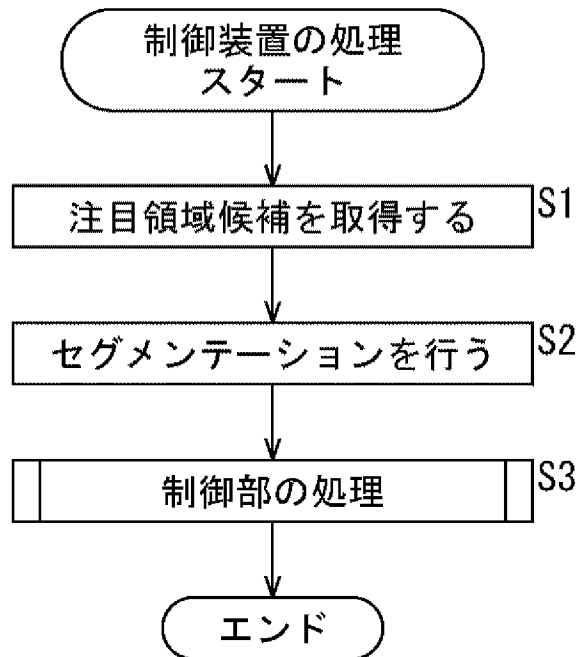 制御装置の処理
スタート
注目領域候補を取得する
S1
セグメンテーションを行う
S2
制御部の処理
S3
エンド